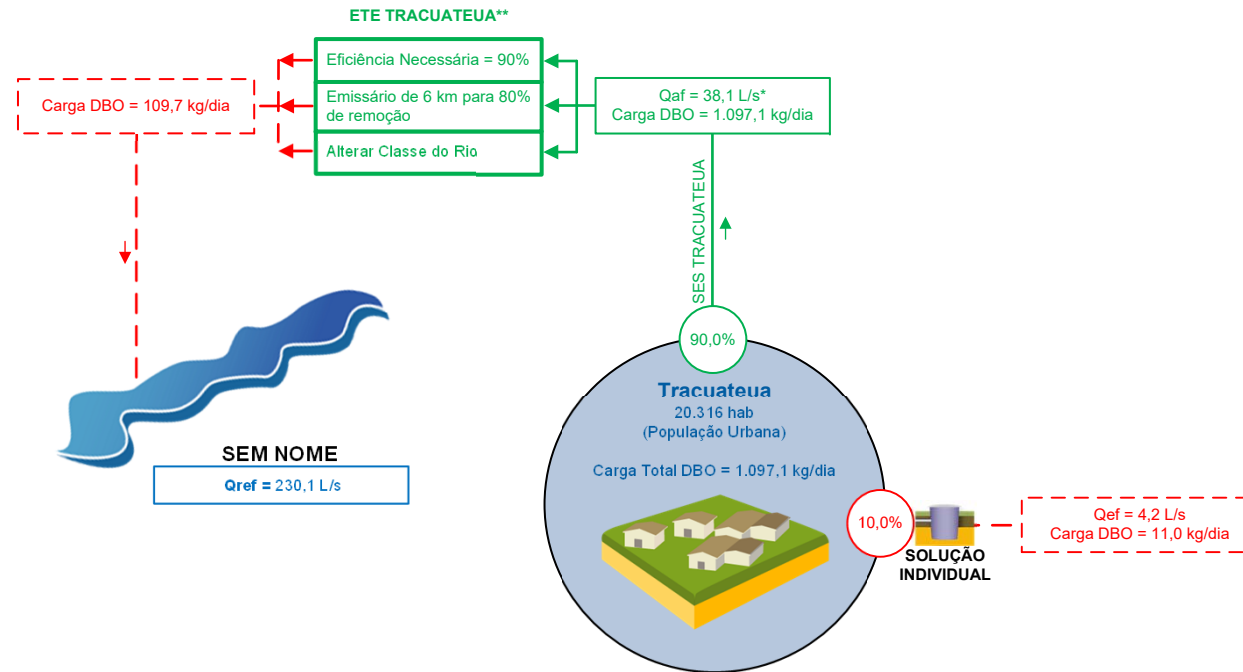 ETE TRACUATEUA**
Eficiência Necessária = 90%
Emissário de 6 km para 80%
de remoção
Alterar Classe do Rio
Carga DBO = 109,7 kg/dia
Qaf = 38,1 L/s*
Carga DBO = 1.097,1 kg/dia
SES TRACUATEUA
90,0%
Tracuateua
20.316 hab
(População Urbana)
Carga Total DBO = 1.097,1 kg/dia
SEM NOME
Qref = 230,1 L/s
10,0%
SOLUÇÃO
INDIVIDUAL
Qef = 4,2 L/s
Carga DBO = 11,0 kg/dia